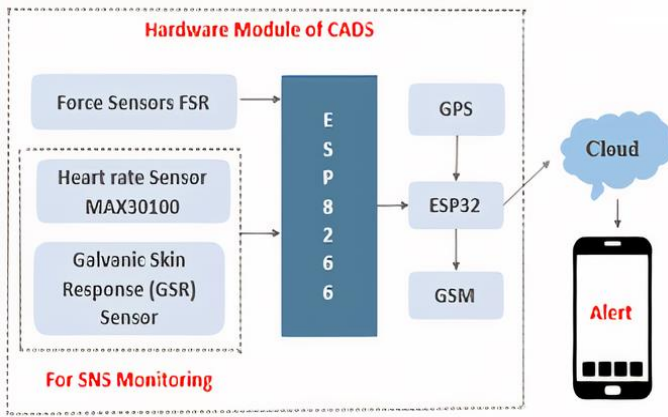 Hardware Module of CADS
Force Sensors FSR
Heart rate Sensor
MAX30100
Galvanic Skin
Response (GSR)
Sensor
For SNS Monitoring
E
S
P
8
2
6
6
GPS
ESP32
GSM
Cloud
Alert